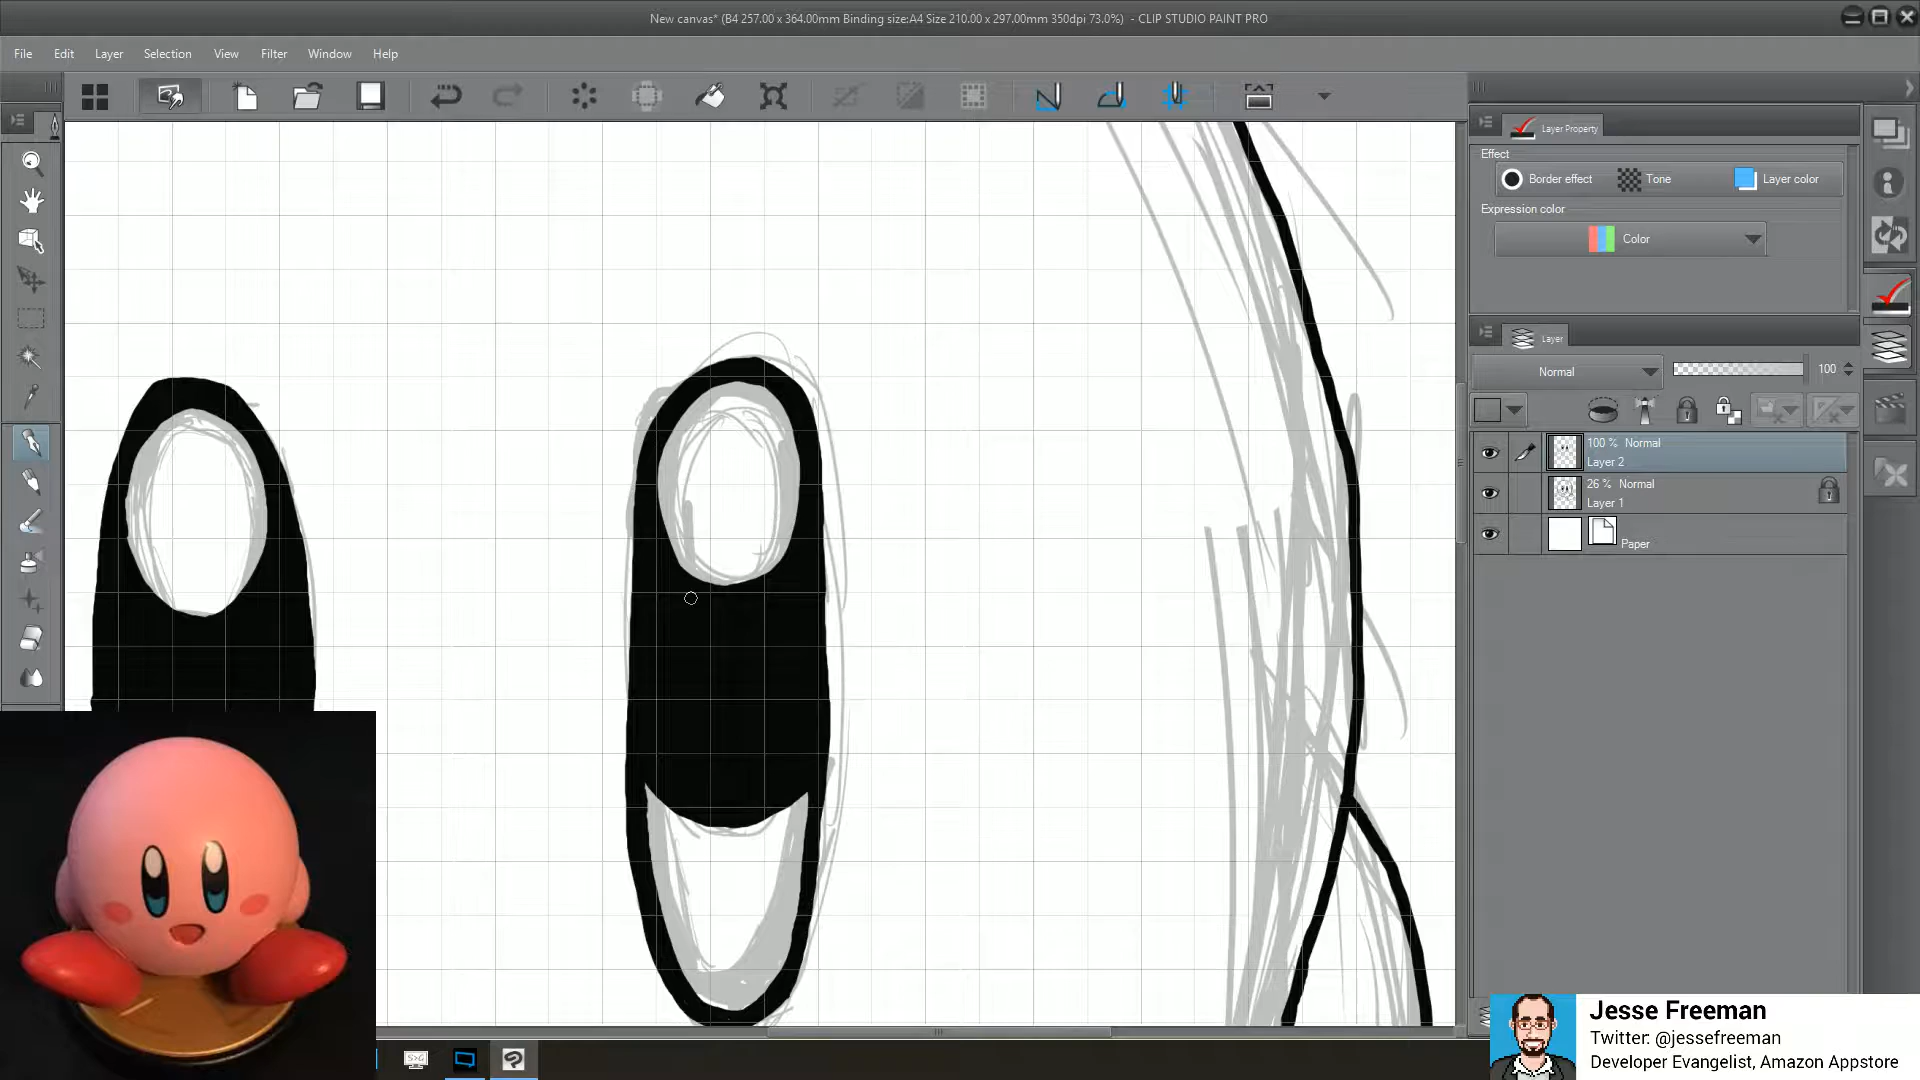 New canvas* (B4 257.00 x 364.00mm Binding size:A4 Size 210.00 x 297.00mm 350dpi 73.0%) - CLIP STUDIO PAINT PRO
File Edit Layer Selection View Filter Window Help
Layer Property
Effect
Border effect Tone Layer color
Expression color
Color
Layer
Normal 100
100 % Normal
Layer 2
26 % Normal
Layer 1
Paper
Jesse Freeman
Twitter: @jessefreeman
Developer Evangelist, Amazon Appstore